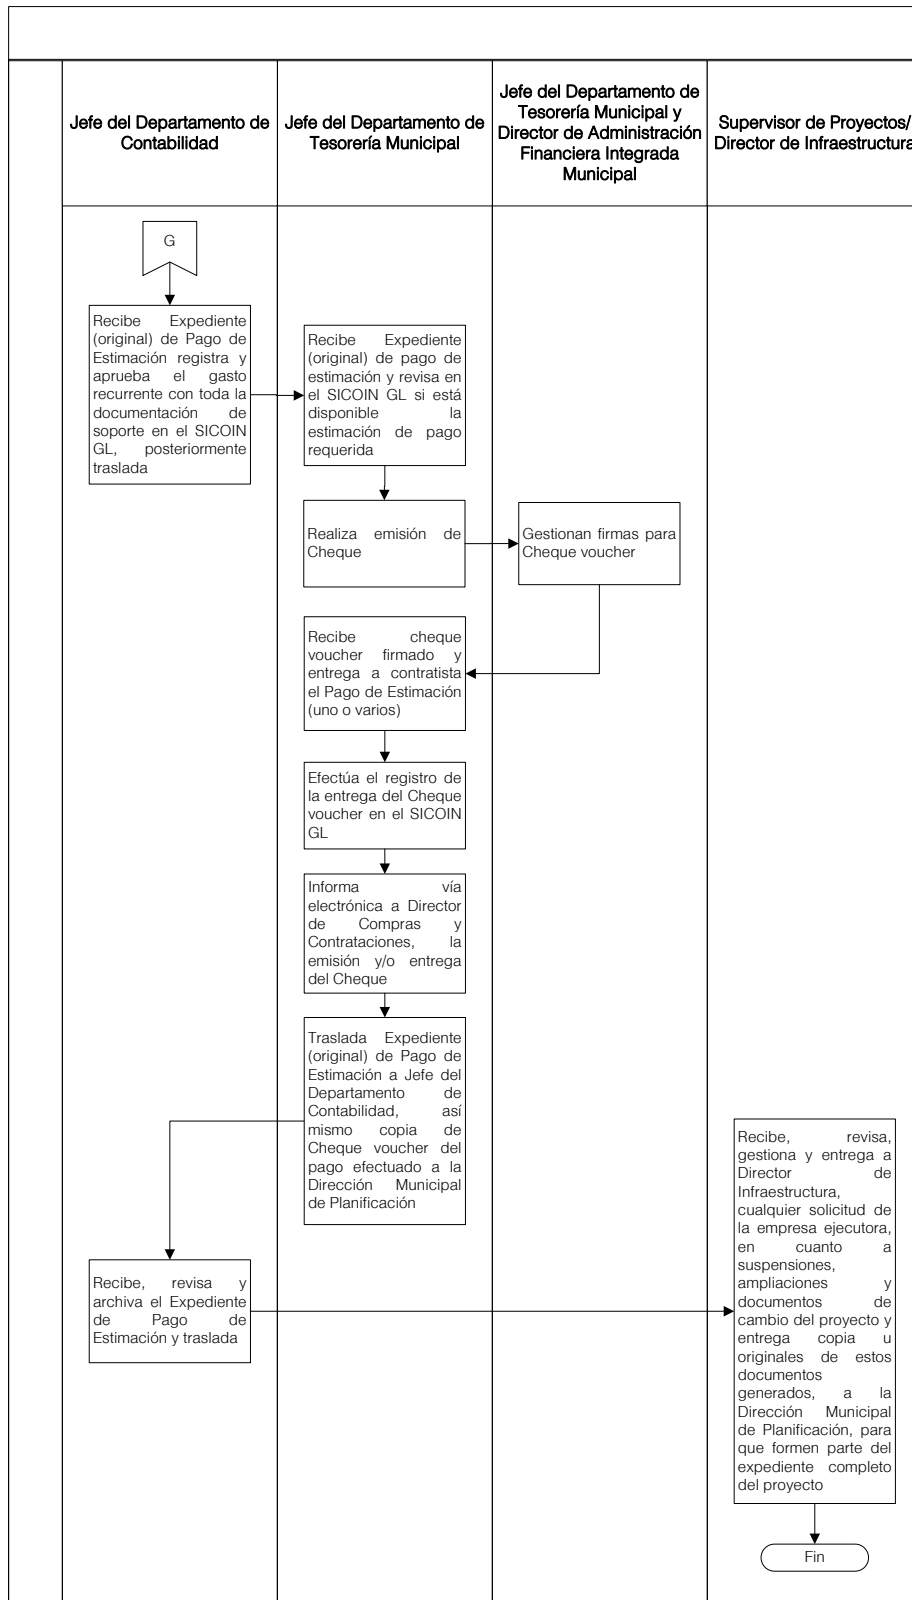 Jefe del Departamento de
Contabilidad
Jefe del Departamento de
Tesorería Municipal
Jefe del Departamento de
Tesorería Municipal y
Director de Administración
Financiera Integrada
Municipal
Supervisor de Proyectos/
Director de Infraestructura
G
Recibe Expediente
(original) de Pago de
Estimación registra y
aprueba el gasto
recurrente con toda la
documentación de
soporte en el SICOIN
GL, posteriormente
traslada
Recibe Expediente
(original) de pago de
estimación y revisa en
el SICOIN GL si está
disponible la
estimación de pago
requerida
Realiza emisión de
Cheque
Gestionan firmas para
Cheque voucher
Recibe cheque
voucher firmado y
entrega a contratista
el Pago de Estimación
(uno o varios)
Efectúa el registro de
la entrega del Cheque
voucher en el SICOIN
GL
Informa vía
electrónica a Director
de Compras y
Contrataciones, la
emisión y/o entrega
del Cheque
Traslada Expediente
(original) de Pago de
Estimación a Jefe del
Departamento de
Contabilidad, así
mismo copia de
Cheque voucher del
pago efectuado a la
Dirección Municipal
de Planificación
Recibe, revisa y
archiva el Expediente
de Pago de
Estimación y traslada
Recibe, revisa,
gestiona y entrega a
Director de
Infraestructura,
cualquier solicitud de
la empresa ejecutora,
en cuanto a
suspensiones,
ampliaciones y
documentos de
cambio del proyecto y
entrega copia u
originales de estos
documentos
generados, a la
Dirección Municipal
de Planificación, para
que formen parte del
expediente completo
del proyecto
Fin